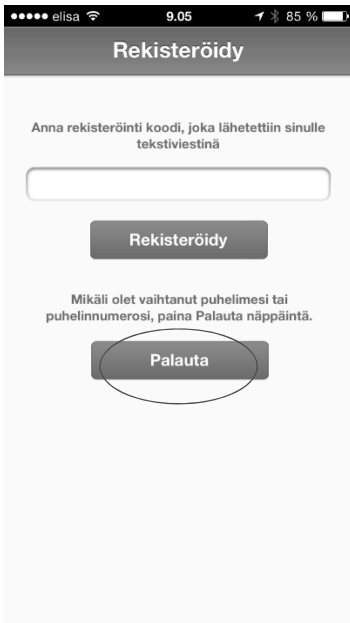 elisa 9.05 85 %
Rekisteröidy
Anna rekisteröinti koodi, joka lähetettiin sinulle
tekstiviestinä
Rekisteröidy
Mikäli olet vaihtanut puhelimesi tai
puhelinnumerosi, paina Palauta näppäintä.
Palauta